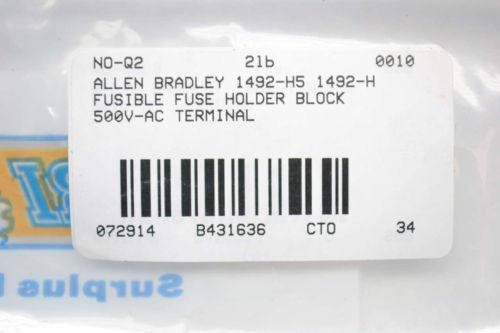 NO-Q2 2lb 0010
ALLEN BRADLEY 1492-H5 1492-H
FUSIBLE FUSE HOLDER BLOCK
500V-AC TERMINAL
072914 B431636 CTO 34
Surplus